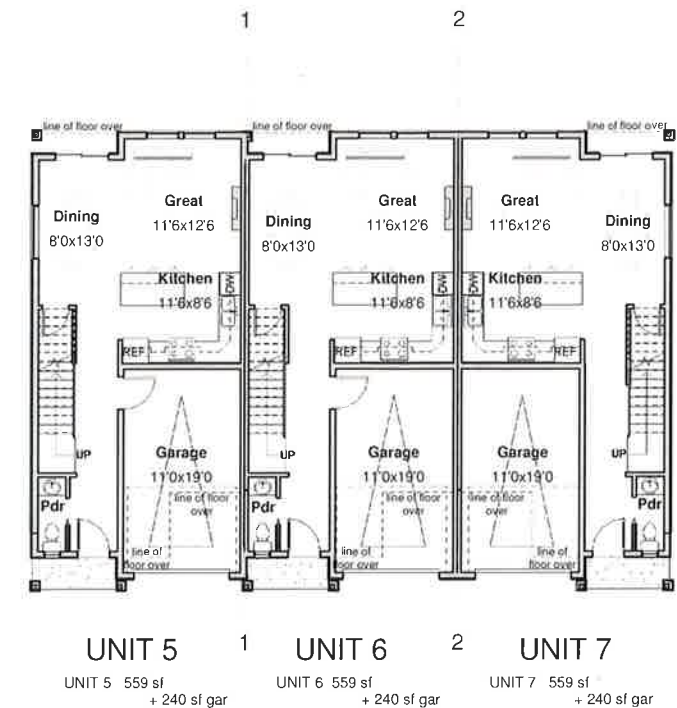 1 2
line of floor over line of floor over line of floor over
Great Great Great
Dining 11'6x12'6 Dining 11'6x12'6 11'6x12'6 Dining
8'0x13'0 8'0x13'0 8'0x13'0
Kitchen DW Kitchen DW DW Kitchen
11'6x8'6 11'6x8'6 11'6x8'6
REF REF REF
UP Garage UP Garage Garage UP
11'0x19'0 11'0x19'0 11'0x19'0
Pdr line of floor Pdr line of floor line of floor Pdr
over over over
line of line of line of
floor over floor over floor over
UNIT 5 1 UNIT 6 2 UNIT 7
UNIT 5 559 sf UNIT 6 559 sf UNIT 7 559 sf
+ 240 sf gar + 240 sf gar + 240 sf gar